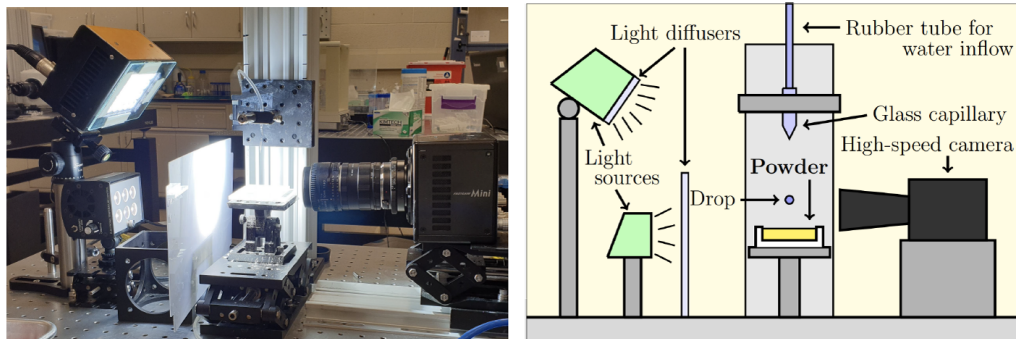 Mini
Light diffusers
Rubber tube for
water inflow
Glass capillary
High-speed camera
Light
sources
Powder
Drop